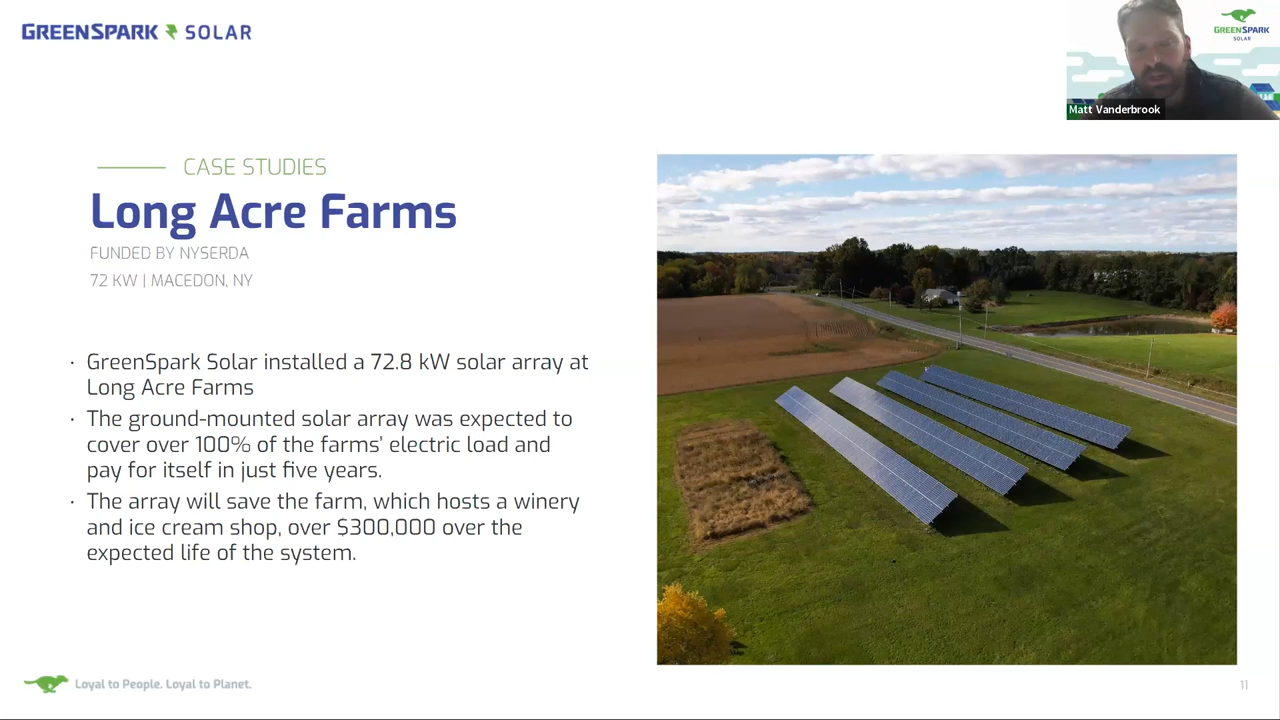 GREENSPARK SOLAR
GREENSPARK
SOLAR
Matt Vanderbrook
CASE STUDIES
Long Acre Farms
FUNDED BY NYSERDA
72 KW | MACEDON, NY
· GreenSpark Solar installed a 72.8 kW solar array at
Long Acre Farms
· The ground-mounted solar array was expected to
cover over 100% of the farms' electric load and
pay for itself in just five years.
· The array will save the farm, which hosts a winery
and ice cream shop, over $300,000 over the
expected life of the system.
Loyal to People. Loyal to Planet.
11